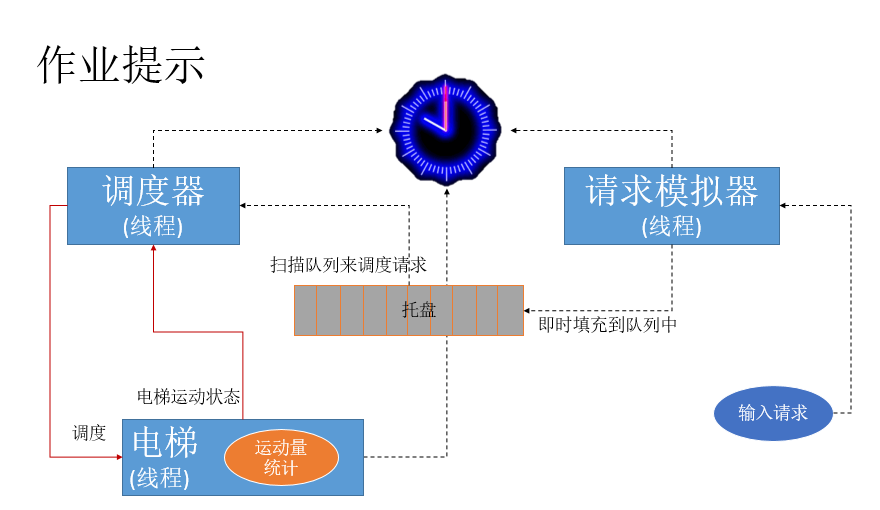 作业提示
调度器
(线程)
请求模拟器
(线程)
扫描队列来调度请求
托盘
即时填充到队列中
电梯运动状态
调度
电梯
(线程)
运动量
统计
输入请求